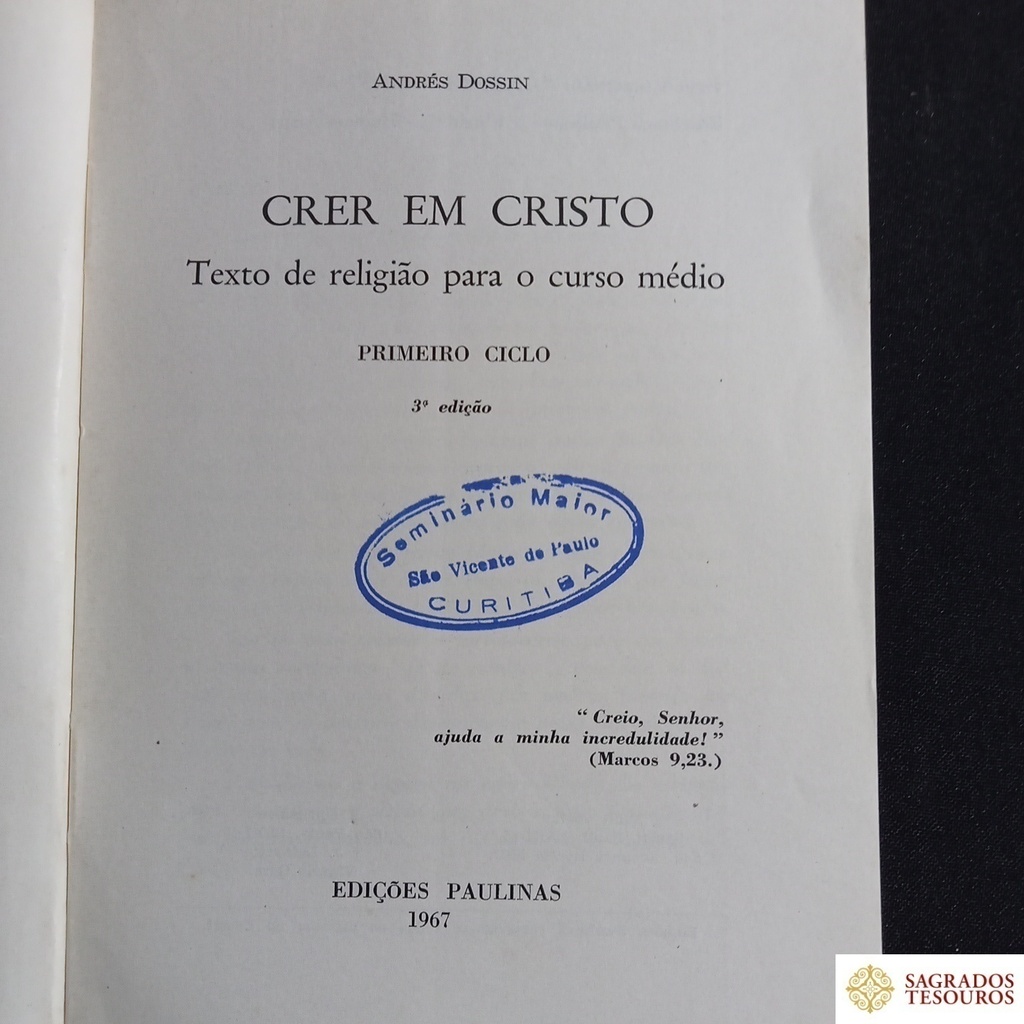 ANDRÉS DOSSIN
CRER EM CRISTO
Texto de religião para o curso médio
PRIMEIRO CICLO
3ª edição
Seminário Maior
São Vicente de Paulo
CURITIBA
“ Creio, Senhor,
ajuda a minha incredulidade! ”
(Marcos 9,23.)
EDIÇÕES PAULINAS
1967
SAGRADOS
TESOUROS